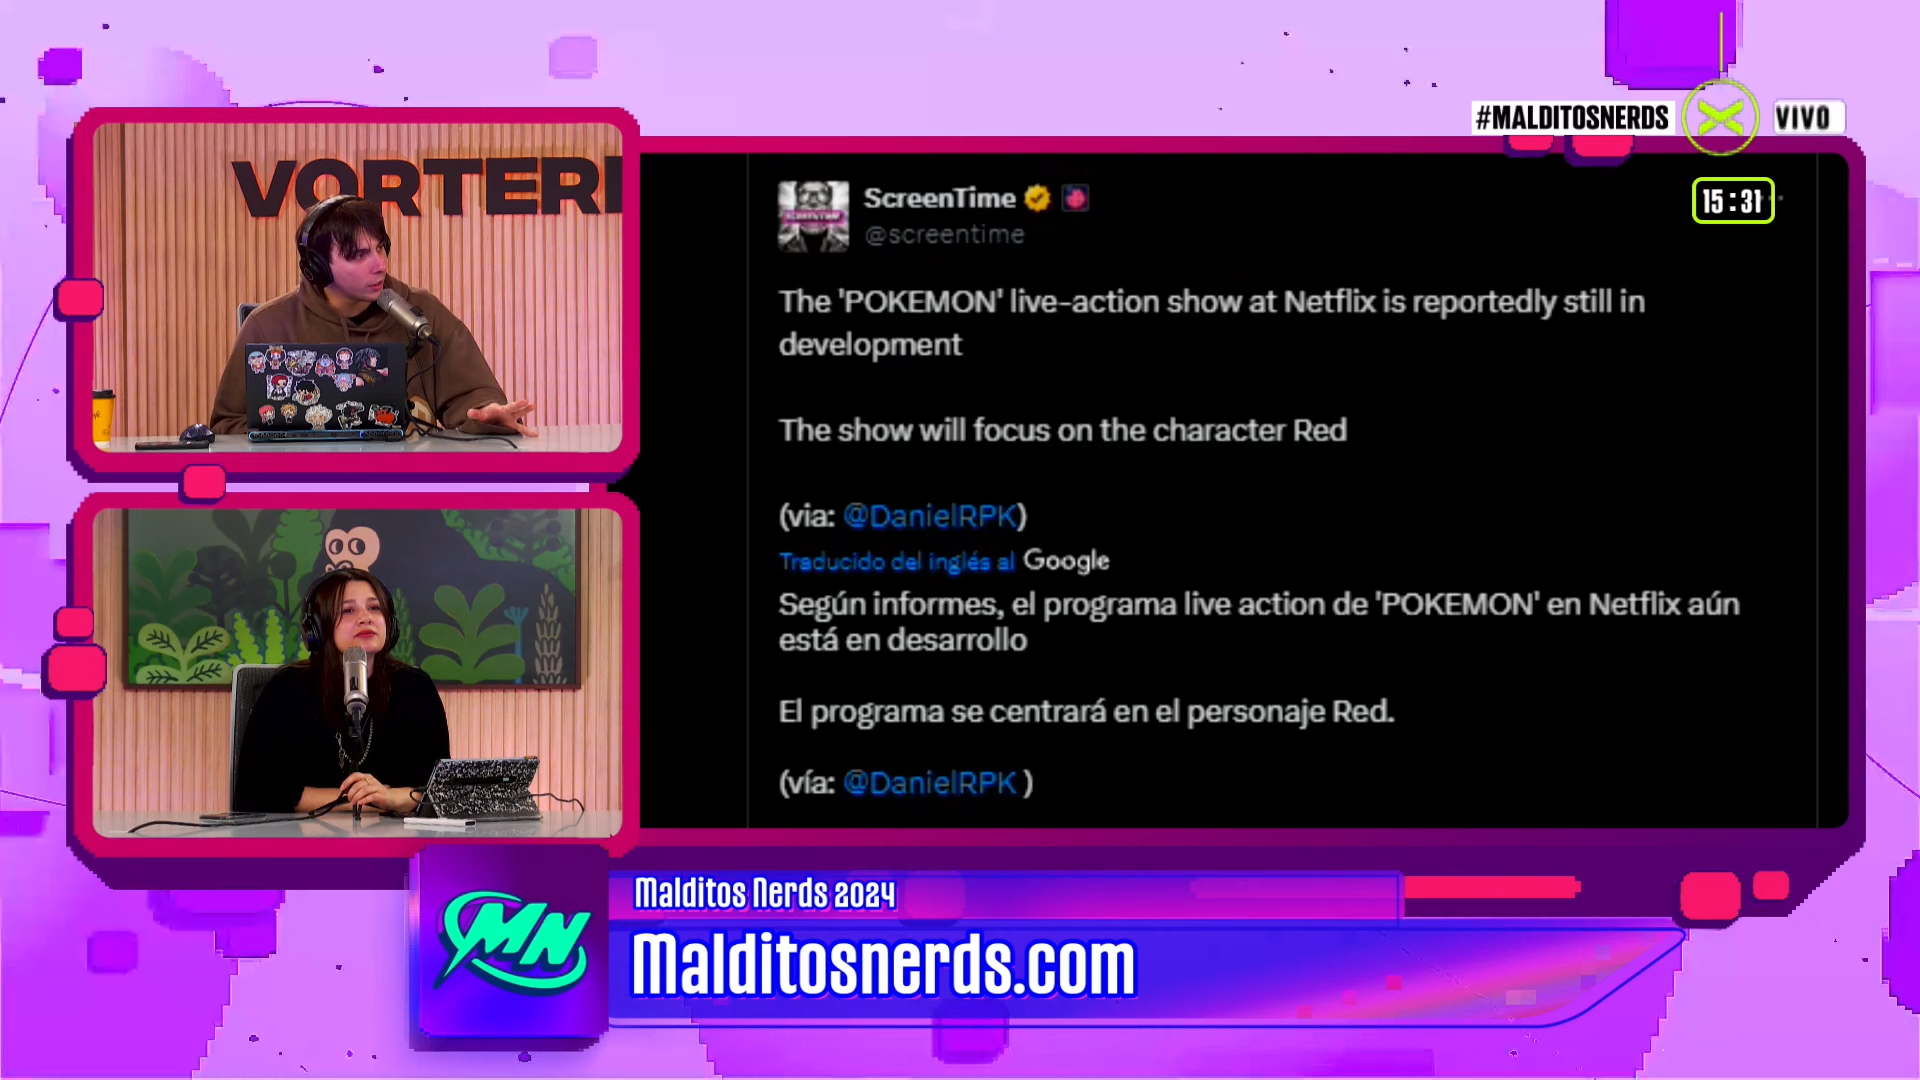 #MALDITOSNERDS
VIVO
15:31
VORTERI
ScreenTime
@screentime
The 'POKEMON' live-action show at Netflix is reportedly still in
development
The show will focus on the character Red
(via: @DanielRPK)
Traducido del inglés al Google
Según informes, el programa live action de 'POKEMON' en Netflix aún
está en desarrollo
El programa se centrará en el personaje Red.
(vía: @DanielRPK )
MN
Malditos Nerds 2024
Malditosnerds.com